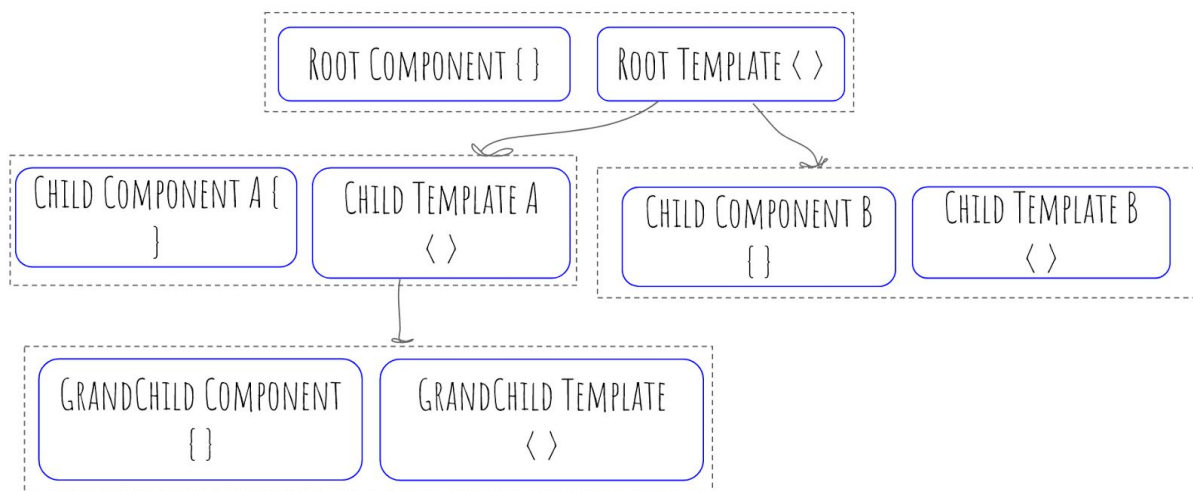 Root Component { }
Root Template < >
Child Component A {
}
Child Template A
< >
Child Component B
{ }
Child Template B
< >
GrandChild Component
{ }
GrandChild Template
< >